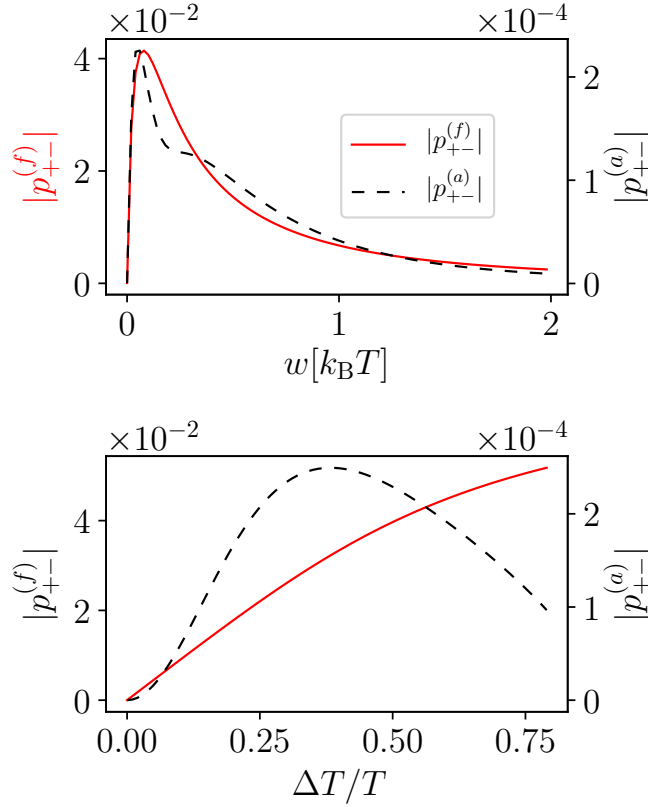 ×10⁻² ×10⁻⁴
4
2
0
|p₊₋⁽ᶠ⁾|
2
1
0
|p₊₋⁽ᵃ⁾|
|p₊₋⁽ᶠ⁾|
|p₊₋⁽ᵃ⁾|
0 1 2
w[k_BT]
×10⁻² ×10⁻⁴
4
2
0
|p₊₋⁽ᶠ⁾|
2
1
0
|p₊₋⁽ᵃ⁾|
0.00 0.25 0.50 0.75
ΔT/T